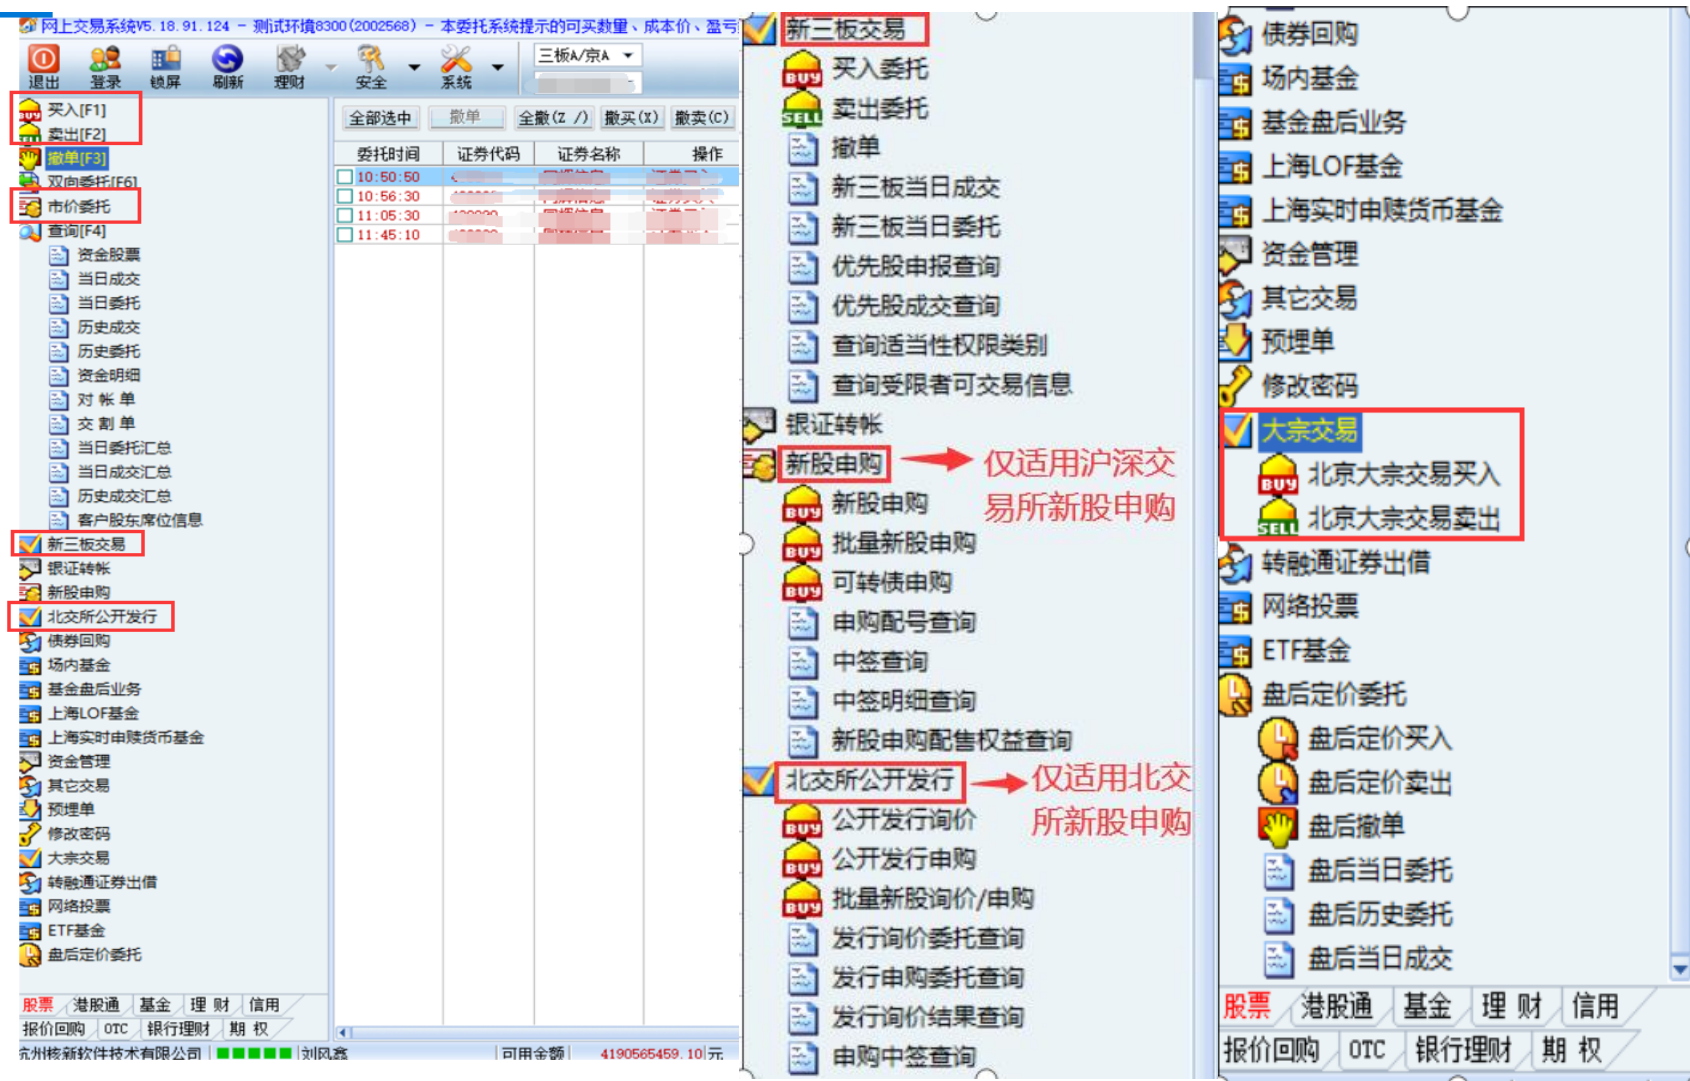 网上交易系统V5.18.91.124 - 测试环境8300(2002568) - 本委托系统提示的可买数量、成本价、盈亏
退出 登录 锁屏 刷新 理财 安全 系统 三板A/京A
买入[F1]
卖出[F2]
撤单[F3]
双向委托[F6]
市价委托
查询[F4]
资金股票
当日成交
当日委托
历史成交
历史委托
资金明细
对 帐 单
交 割 单
当日委托汇总
当日成交汇总
历史成交汇总
客户股东席位信息
新三板交易
银证转帐
新股申购
北交所公开发行
债券回购
场内基金
基金盘后业务
上海LOF基金
上海实时申赎货币基金
资金管理
其它交易
预埋单
修改密码
大宗交易
转融通证券出借
网络投票
ETF基金
盘后定价委托
股票 港股通 基金 理 财 信用
报价回购 OTC 银行理财 期 权
杭州核新软件技术有限公司 刘风鑫 可用金额 4190565459.10元
全部选中 撤单 全撤(Z /) 撤买(X) 撤卖(C)
委托时间 证券代码 证券名称 操作
10:50:50
10:56:30
11:05:30
11:45:10
新三板交易
BUY 买入委托
SELL 卖出委托
撤单
新三板当日成交
新三板当日委托
优先股申报查询
优先股成交查询
查询适当性权限类别
查询受限者可交易信息
银证转帐
新股申购
仅适用沪深交
易所新股申购
BUY 新股申购
BUY 批量新股申购
BUY 可转债申购
申购配号查询
中签查询
中签明细查询
新股申购配售权益查询
北交所公开发行
仅适用北交
所新股申购
BUY 公开发行询价
BUY 公开发行申购
BUY 批量新股询价/申购
发行询价委托查询
发行申购委托查询
发行询价结果查询
申购中签查询
债券回购
场内基金
基金盘后业务
上海LOF基金
上海实时申赎货币基金
资金管理
其它交易
预埋单
修改密码
大宗交易
BUY 北京大宗交易买入
SELL 北京大宗交易卖出
转融通证券出借
网络投票
ETF基金
盘后定价委托
盘后定价买入
盘后定价卖出
盘后撤单
盘后当日委托
盘后历史委托
盘后当日成交
股票 港股通 基金 理 财 信用
报价回购 OTC 银行理财 期 权